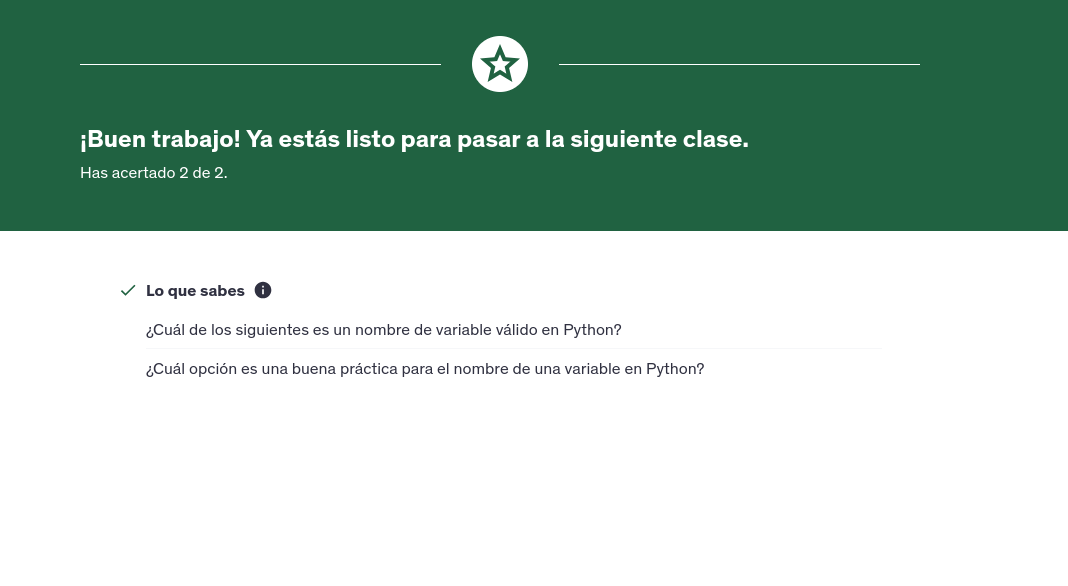 ¡Buen trabajo! Ya estás listo para pasar a la siguiente clase.
Has acertado 2 de 2.
Lo que sabes
¿Cuál de los siguientes es un nombre de variable válido en Python?
¿Cuál opción es una buena práctica para el nombre de una variable en Python?